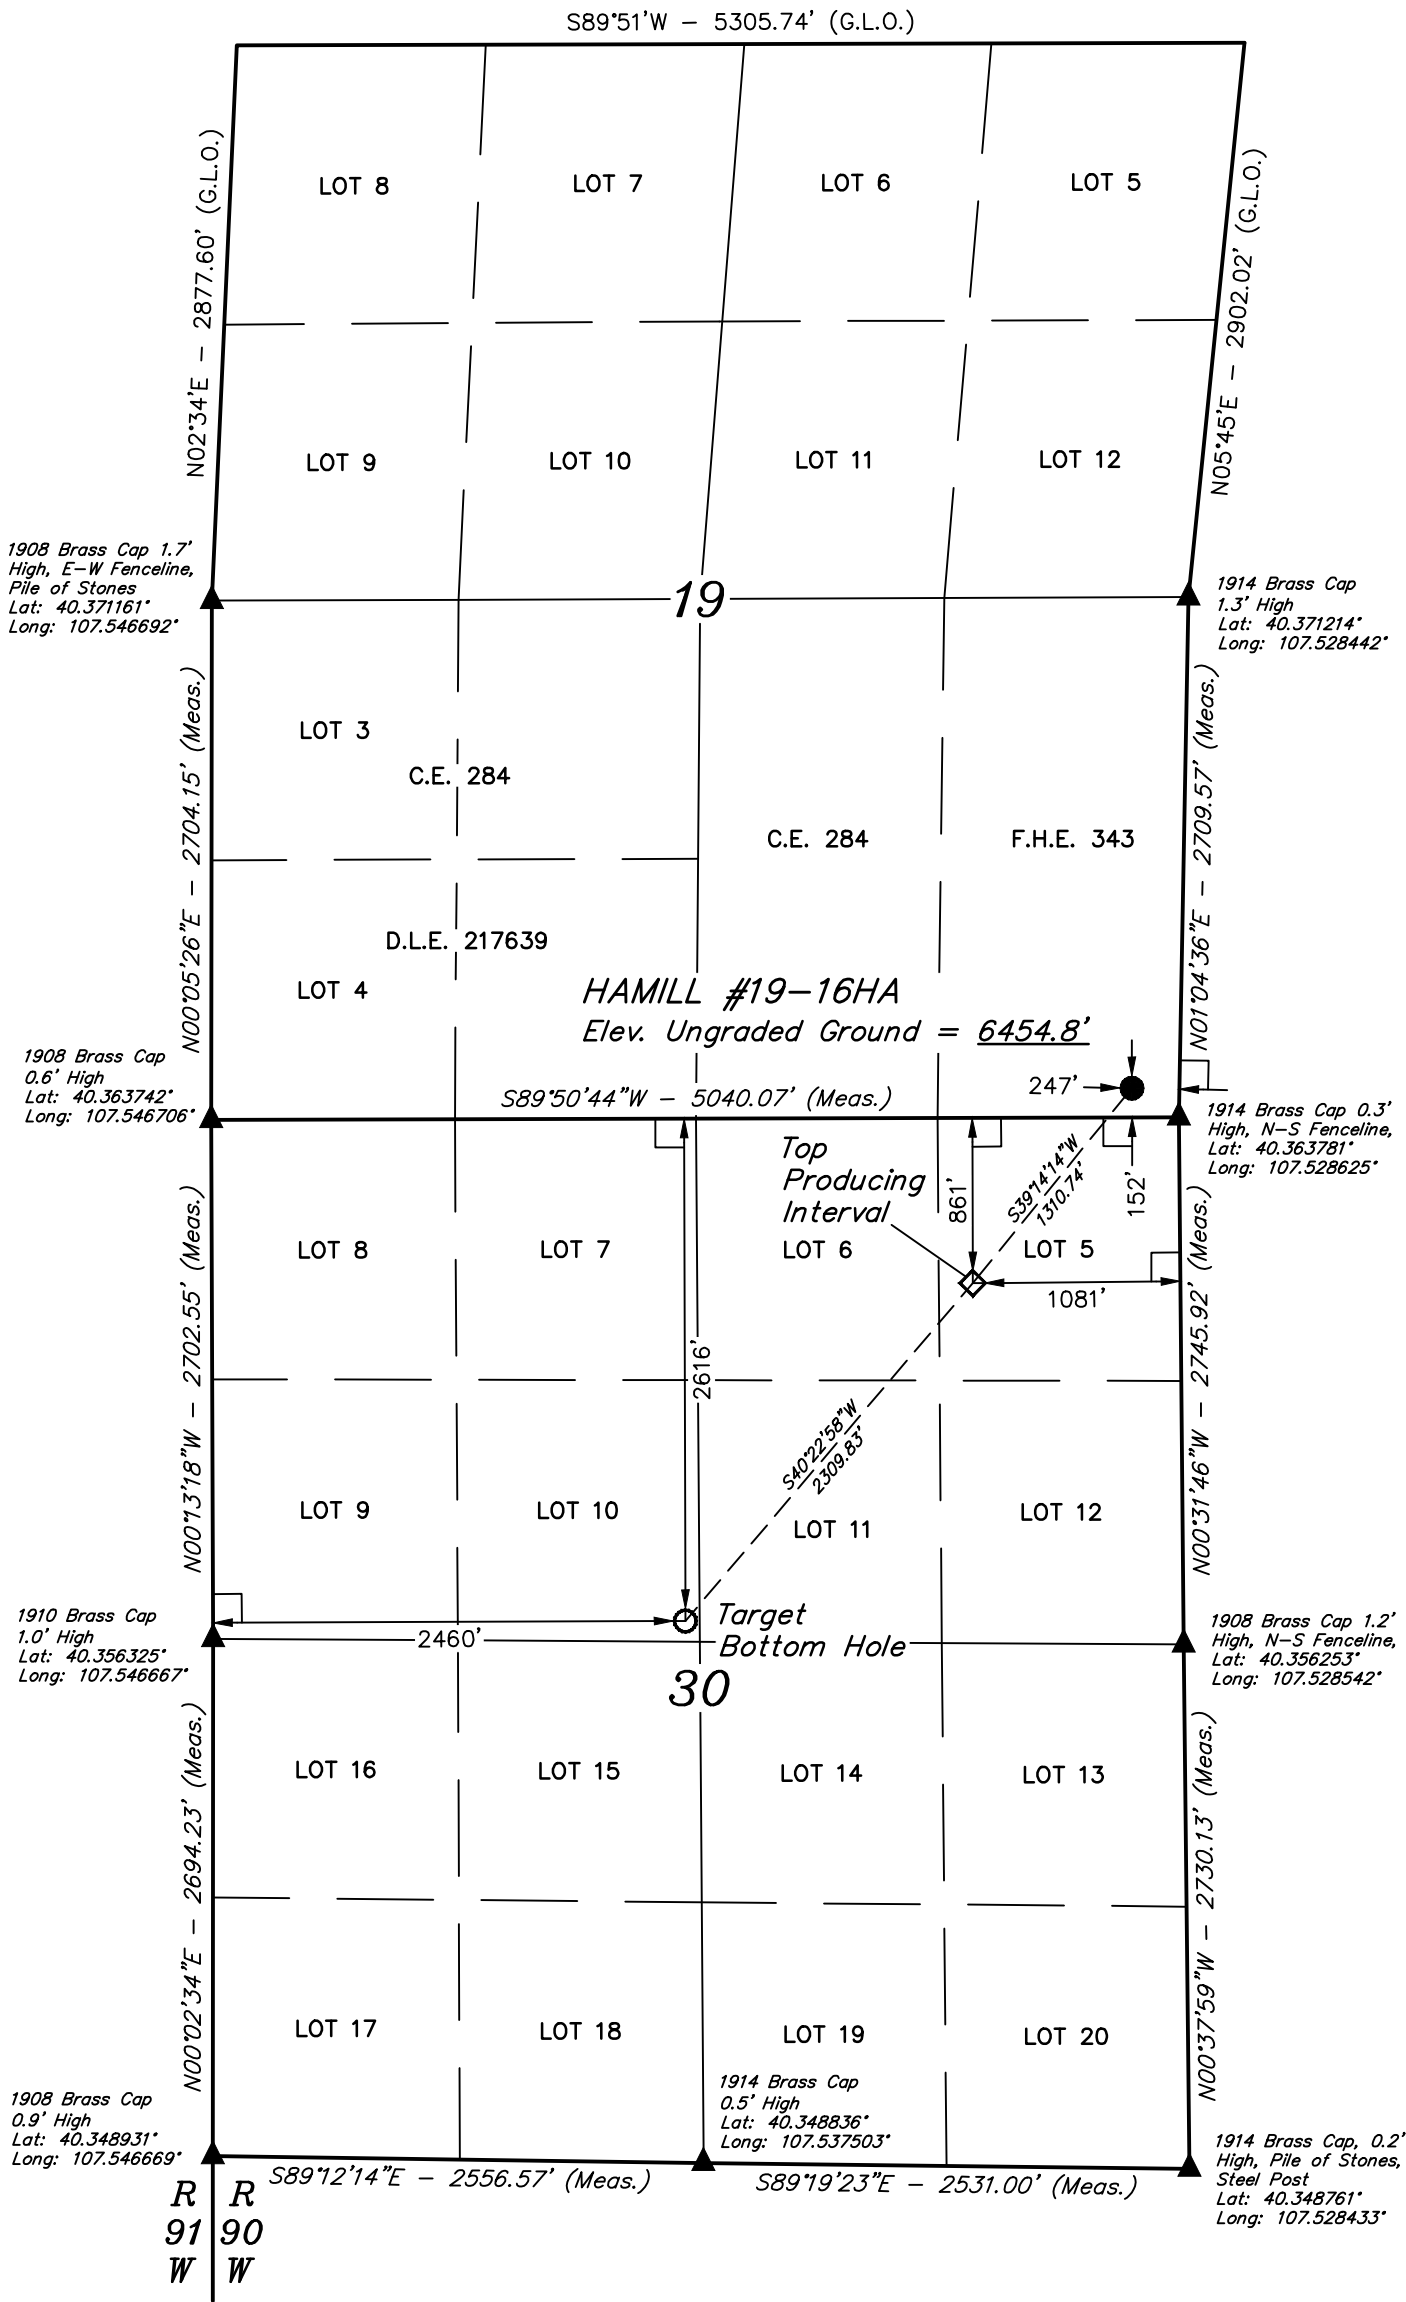 S89°51'W - 5305.74' (G.L.O.)
N02°34'E - 2877.60' (G.L.O.)
N05°45'E - 2902.02' (G.L.O.)
LOT 8
LOT 7
LOT 6
LOT 5
LOT 9
LOT 10
LOT 11
LOT 12
1908 Brass Cap 1.7'
High, E-W Fenceline,
Pile of Stones
Lat: 40.371161°
Long: 107.546692°
19
1914 Brass Cap
1.3' High
Lat: 40.371214°
Long: 107.528442°
N00°05'26"E - 2704.15' (Meas.)
N01°04'36"E - 2709.57' (Meas.)
LOT 3
C.E. 284
C.E. 284
F.H.E. 343
D.L.E. 217639
LOT 4
HAMILL #19-16HA
Elev. Ungraded Ground = 6454.8'
1908 Brass Cap
0.6' High
Lat: 40.363742°
Long: 107.546706°
247'
S89°50'44"W - 5040.07' (Meas.)
1914 Brass Cap 0.3'
High, N-S Fenceline,
Lat: 40.363781°
Long: 107.528625°
Top
Producing
Interval
861'
S39°14'14"W
1310.74'
152'
N00°13'18"W - 2702.55' (Meas.)
N00°31'46"W - 2745.92' (Meas.)
LOT 8
LOT 7
LOT 6
LOT 5
1081'
2616'
S40°22'58"W
2309.83'
LOT 9
LOT 10
LOT 11
LOT 12
1910 Brass Cap
1.0' High
Lat: 40.356325°
Long: 107.546667°
2460'
Target
Bottom Hole
1908 Brass Cap 1.2'
High, N-S Fenceline,
Lat: 40.356253°
Long: 107.528542°
30
N00°02'34"E - 2694.23' (Meas.)
N00°37'59"W - 2730.13' (Meas.)
LOT 16
LOT 15
LOT 14
LOT 13
LOT 17
LOT 18
LOT 19
LOT 20
1908 Brass Cap
0.9' High
Lat: 40.348931°
Long: 107.546669°
1914 Brass Cap
0.5' High
Lat: 40.348836°
Long: 107.537503°
1914 Brass Cap, 0.2'
High, Pile of Stones,
Steel Post
Lat: 40.348761°
Long: 107.528433°
S89°12'14"E - 2556.57' (Meas.)
S89°19'23"E - 2531.00' (Meas.)
R R
91 90
W W